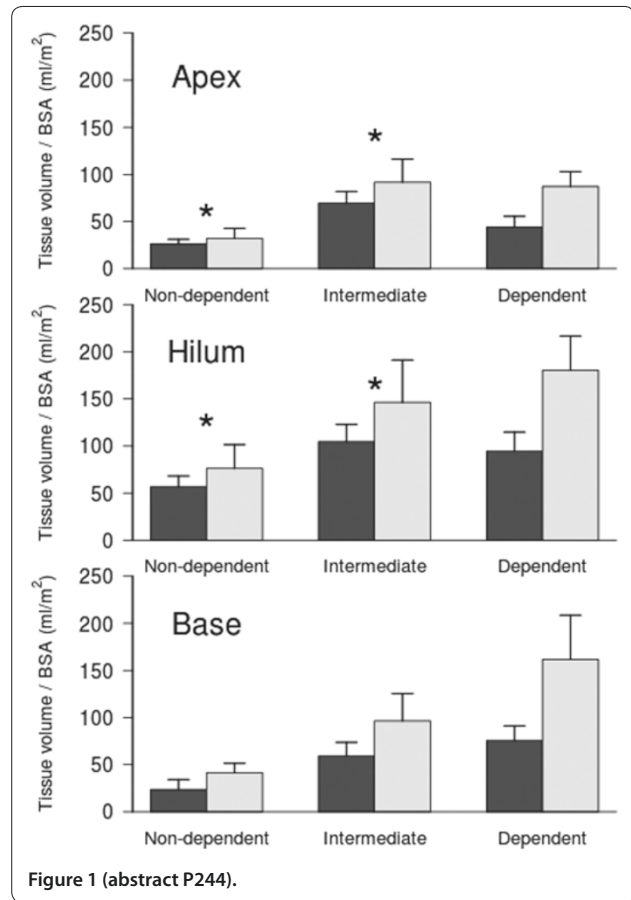 Apex
Tissue volume / BSA (ml/m²)
250
200
150
100
50
0
*
*
Non-dependent Intermediate Dependent
Hilum
Tissue volume / BSA (ml/m²)
250
200
150
100
50
0
*
*
Non-dependent Intermediate Dependent
Base
Tissue volume / BSA (ml/m²)
250
200
150
100
50
0
Non-dependent Intermediate Dependent
Figure 1 (abstract P244).